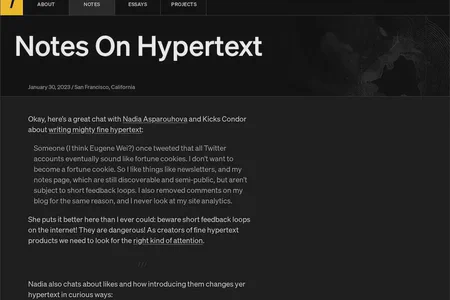 /
ABOUT NOTES ESSAYS PROJECTS
Notes On Hypertext
January 30, 2023 / San Francisco, California
Okay, here's a great chat with Nadia Asparouhova and Kicks Condor
about writing mighty fine hypertext:
Someone (I think Eugene Wei?) once tweeted that all Twitter
accounts eventually sound like fortune cookies. I don't want to
become a fortune cookie. So I like things like newsletters, and my
notes page, which are still discoverable and semi-public, but aren't
subject to short feedback loops. I also removed comments on my
blog for the same reason, and I never look at my site analytics.
She puts it better here than I ever could: beware short feedback loops
on the internet! They are dangerous! As creators of fine hypertext
products we need to look for the right kind of attention.
Nadia also chats about likes and how introducing them changes yer
hypertext in curious ways: